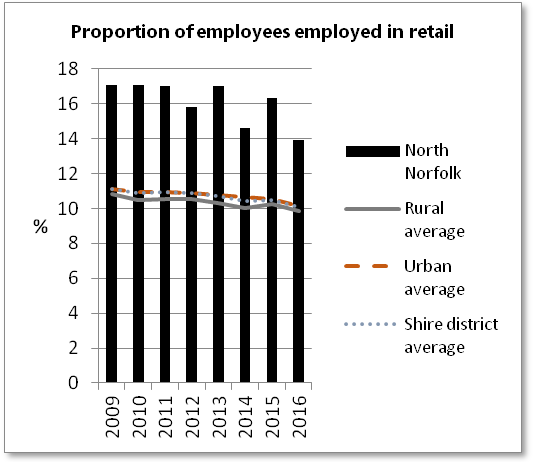 Proportion of employees employed in retail
18
16
14
12
10
8
6
4
2
0
%
2009
2010
2011
2012
2013
2014
2015
2016
North
Norfolk
Rural
average
Urban
average
Shire district
average